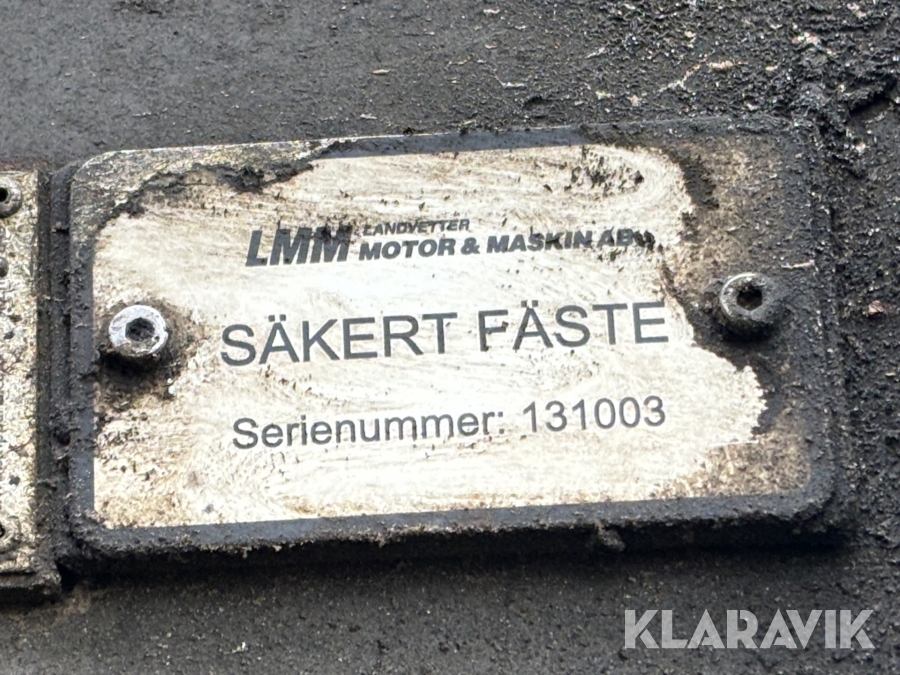 LMM LANDVETTER
MOTOR & MASKIN AB
SÄKERT FÄSTE
Serienummer: 131003
KLARAVIK